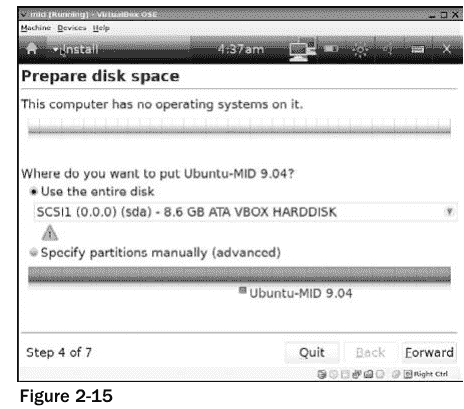 mid [Running] - VirtualBox OSE
Machine Devices Help
Install 4:37am X
Prepare disk space
This computer has no operating systems on it.
Where do you want to put Ubuntu-MID 9.04?
Use the entire disk
SCSI1 (0.0.0) (sda) - 8.6 GB ATA VBOX HARDDISK
Specify partitions manually (advanced)
Ubuntu-MID 9.04
Step 4 of 7 Quit Back Forward
Right Ctrl
Figure 2-15